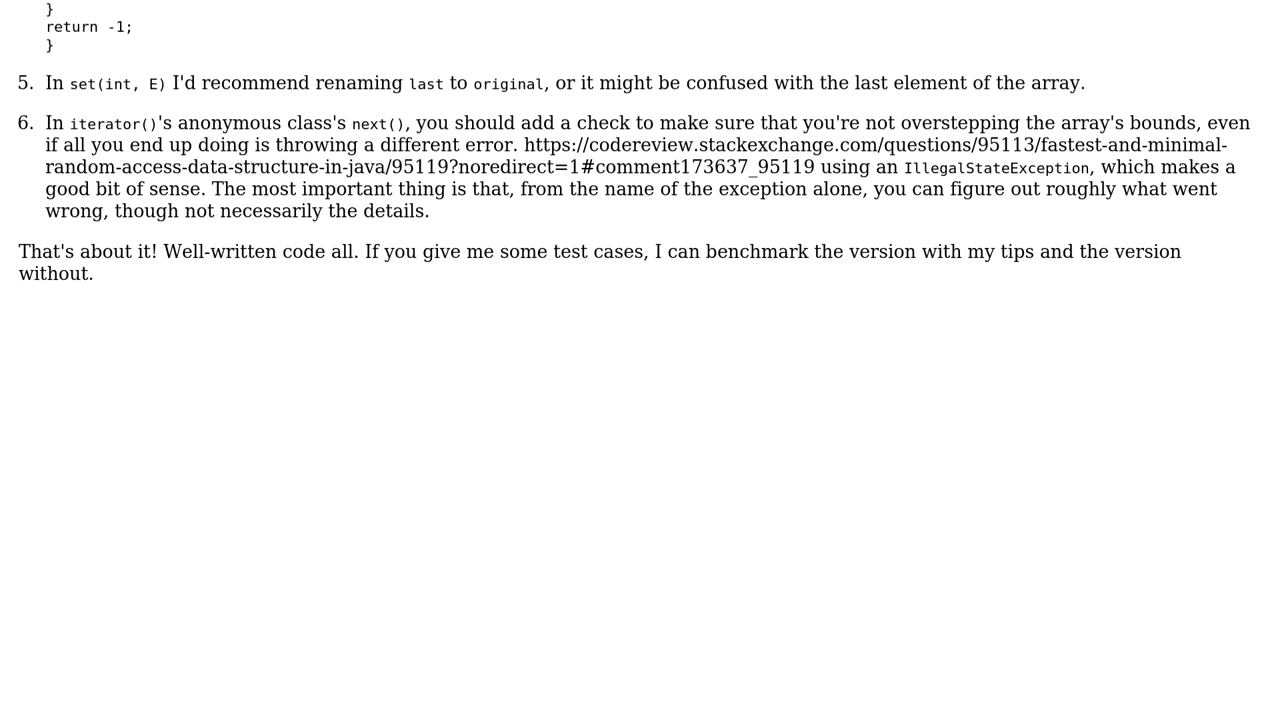 }
return -1;
}
5. In set(int, E) I'd recommend renaming last to original, or it might be confused with the last element of the array.
6. In iterator()'s anonymous class's next(), you should add a check to make sure that you're not overstepping the array's bounds, even
if all you end up doing is throwing a different error. https://codereview.stackexchange.com/questions/95113/fastest-and-minimal-
random-access-data-structure-in-java/95119?noredirect=1#comment173637_95119 using an IllegalStateException, which makes a
good bit of sense. The most important thing is that, from the name of the exception alone, you can figure out roughly what went
wrong, though not necessarily the details.
That's about it! Well-written code all. If you give me some test cases, I can benchmark the version with my tips and the version
without.